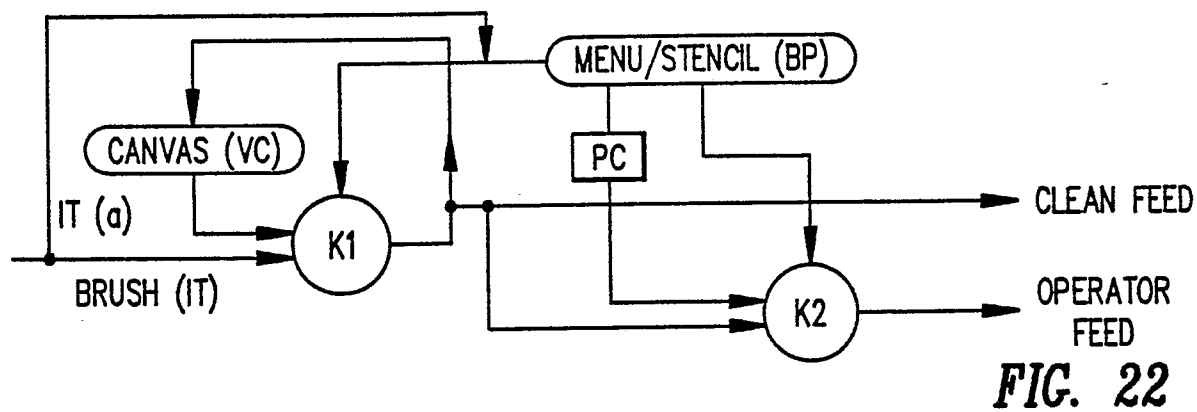 MENU/STENCIL (BP)
CANVAS (VC)
PC
IT (a)
K1
CLEAN FEED
BRUSH (IT)
K2
OPERATOR
FEED
FIG. 22